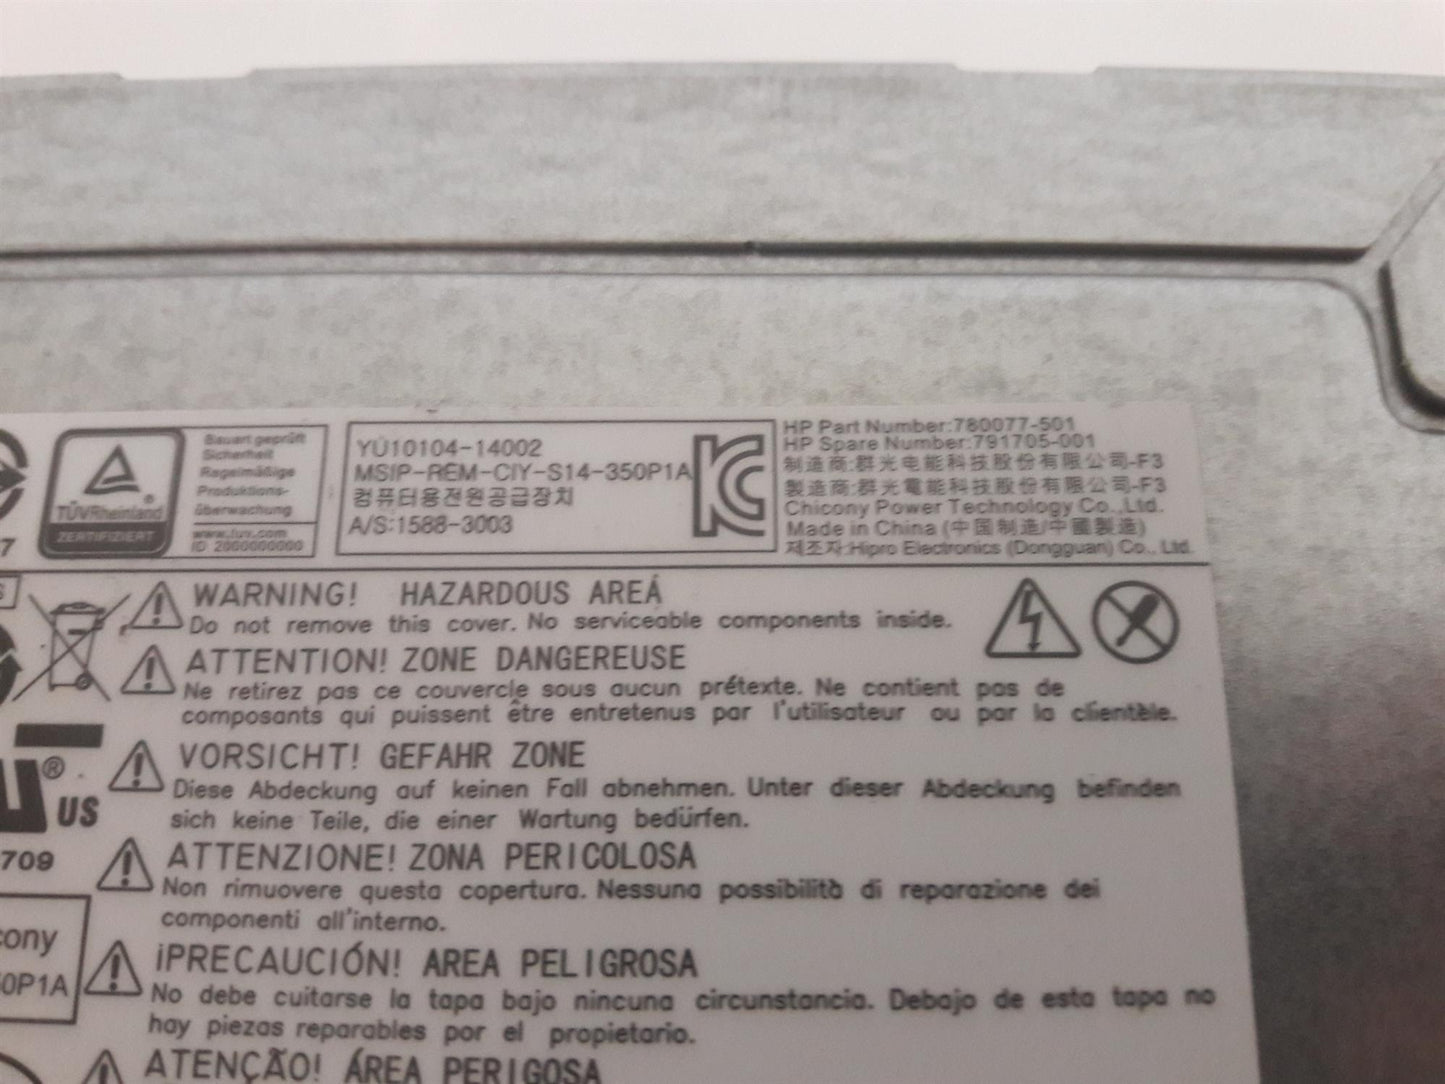 TÜVRheinland
ZERTIFIZIERT
Bauart geprüft
Sicherheit
Regelmäßige
Produktions-
überwachung
www.tuv.com
ID 2000000000
YU10104-14002
MSIP-REM-CIY-S14-350P1A
컴퓨터용전원공급장치
A/S:1588-3003
HP Part Number:780077-501
HP Spare Number:791705-001
制造商:群光电能科技股份有限公司-F3
製造商:群光電能科技股份有限公司-F3
Chicony Power Technology Co.,Ltd.
Made in China (中国制造/中國製造)
제조자:Hipro Electronics (Dongguan) Co., Ltd.
7
WARNING! HAZARDOUS AREÁ
Do not remove this cover. No serviceable components inside.
ATTENTION! ZONE DANGEREUSE
Ne retirez pas ce couvercle sous aucun prétexte. Ne contient pas de
composants qui puissent être entretenus par l'utilisateur ou par la clientèle.
VORSICHT! GEFAHR ZONE
Diese Abdeckung auf keinen Fall abnehmen. Unter dieser Abdeckung befinden
sich keine Teile, die einer Wartung bedürfen.
® US
709
ATTENZIONE! ZONA PERICOLOSA
Non rimuovere questa copertura. Nessuna possibilità di reparazione dei
componenti all'interno.
cony
0P1A
¡PRECAUCIÓN! AREA PELIGROSA
No debe cuitarse la tapa bajo nincuna circunstancia. Debajo de esta tapa no
hay piezas reparables por el propietario.
ATENÇÃO! ÁREA PERIGOSA